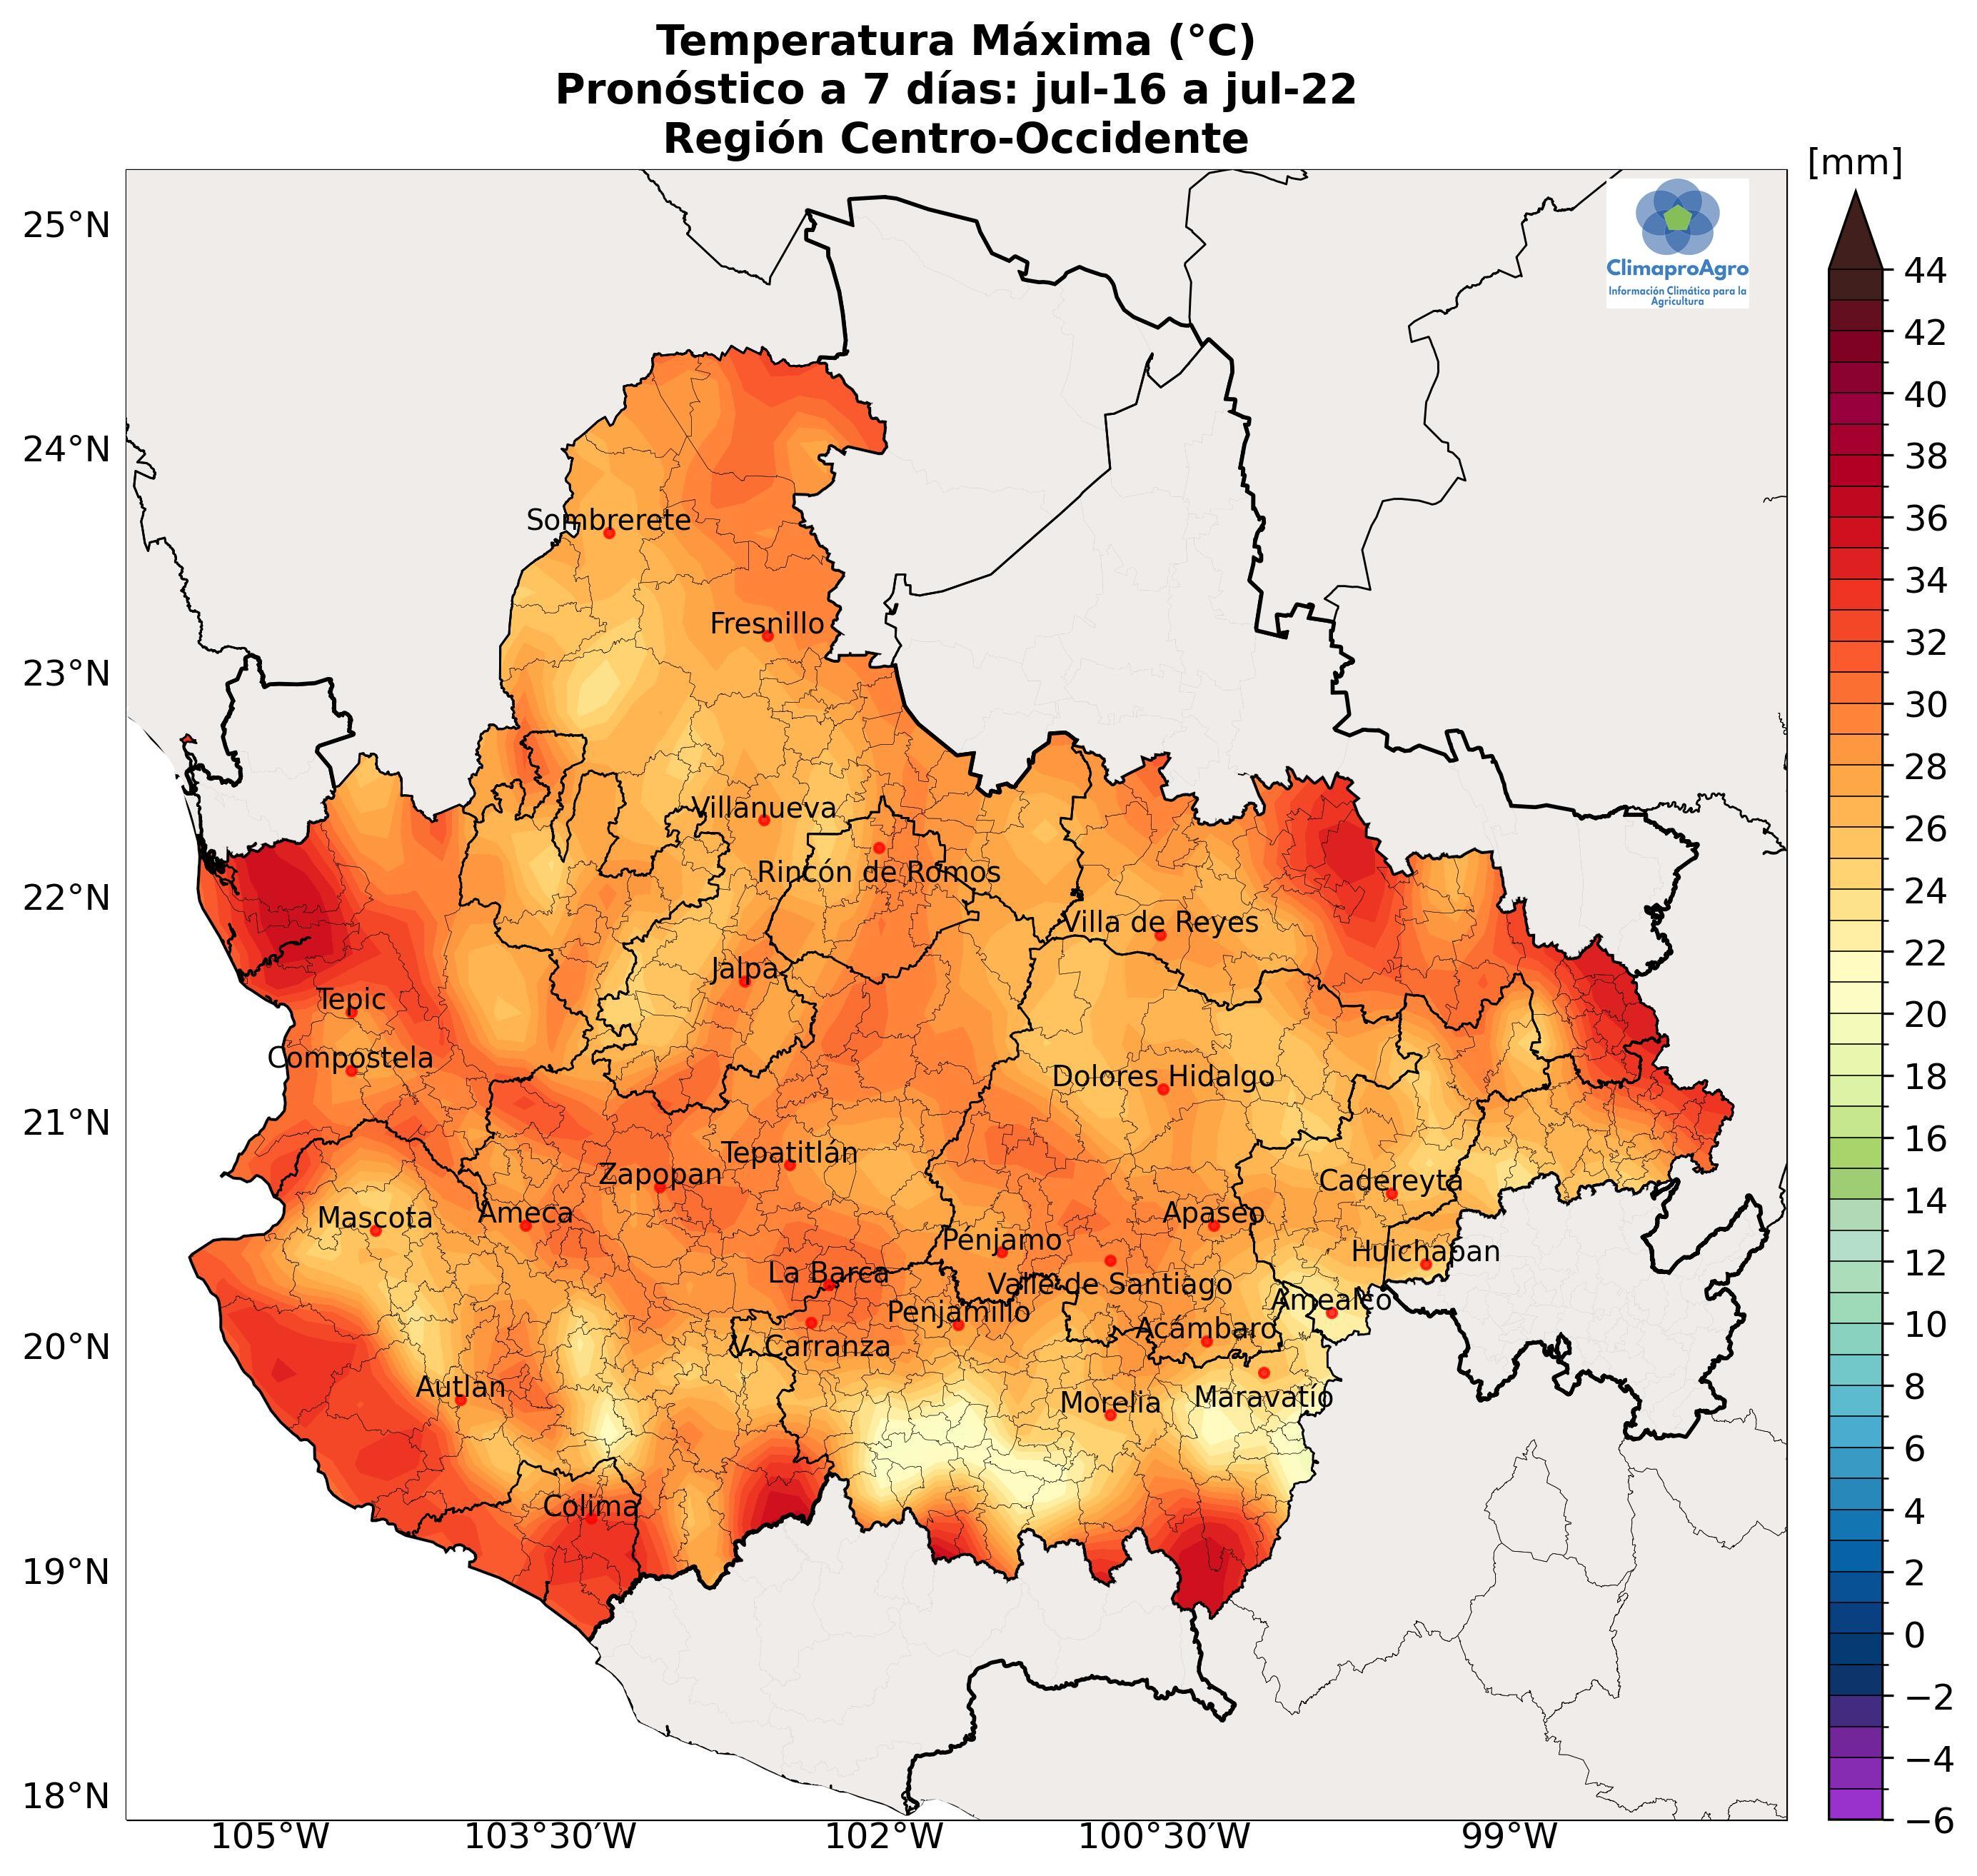 Temperatura Máxima (°C)
Pronóstico a 7 días: jul-16 a jul-22
Región Centro-Occidente
[mm]
ClimaproAgro
Información Climática para la
Agricultura
25°N
24°N
23°N
22°N
21°N
20°N
19°N
18°N
Sombrerete
Fresnillo
Villanueva
Rincón de Romos
Villa de Reyes
Jalpa
Tepic
Compostela
Dolores Hidalgo
Tepatitlán
Zapopan
Cadereyta
Mascota
Ameca
Apaseo
Pénjamo
Huichapan
La Barca
Valle de Santiago
Amealco
Penjamillo
Acámbaro
V. Carranza
Autlan
Morelia
Maravatío
Colima
105°W
103°30′W
102°W
100°30′W
99°W
44
42
40
38
36
34
32
30
28
26
24
22
20
18
16
14
12
10
8
6
4
2
0
−2
−4
−6